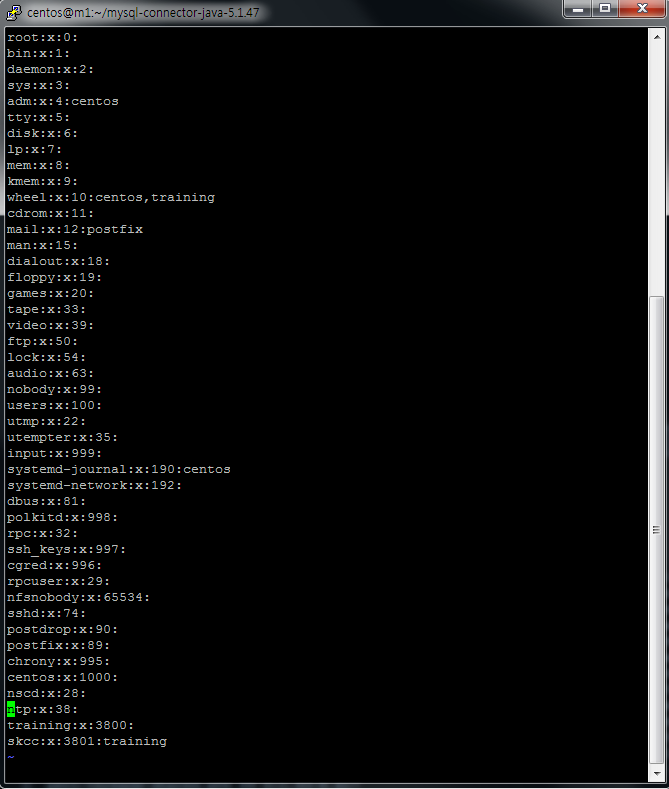 centos@m1:~/mysql-connector-java-5.1.47
root:x:0:
bin:x:1:
daemon:x:2:
sys:x:3:
adm:x:4:centos
tty:x:5:
disk:x:6:
lp:x:7:
mem:x:8:
kmem:x:9:
wheel:x:10:centos,training
cdrom:x:11:
mail:x:12:postfix
man:x:15:
dialout:x:18:
floppy:x:19:
games:x:20:
tape:x:33:
video:x:39:
ftp:x:50:
lock:x:54:
audio:x:63:
nobody:x:99:
users:x:100:
utmp:x:22:
utempter:x:35:
input:x:999:
systemd-journal:x:190:centos
systemd-network:x:192:
dbus:x:81:
polkitd:x:998:
rpc:x:32:
ssh_keys:x:997:
cgred:x:996:
rpcuser:x:29:
nfsnobody:x:65534:
sshd:x:74:
postdrop:x:90:
postfix:x:89:
chrony:x:995:
centos:x:1000:
nscd:x:28:
ntp:x:38:
training:x:3800:
skcc:x:3801:training
~